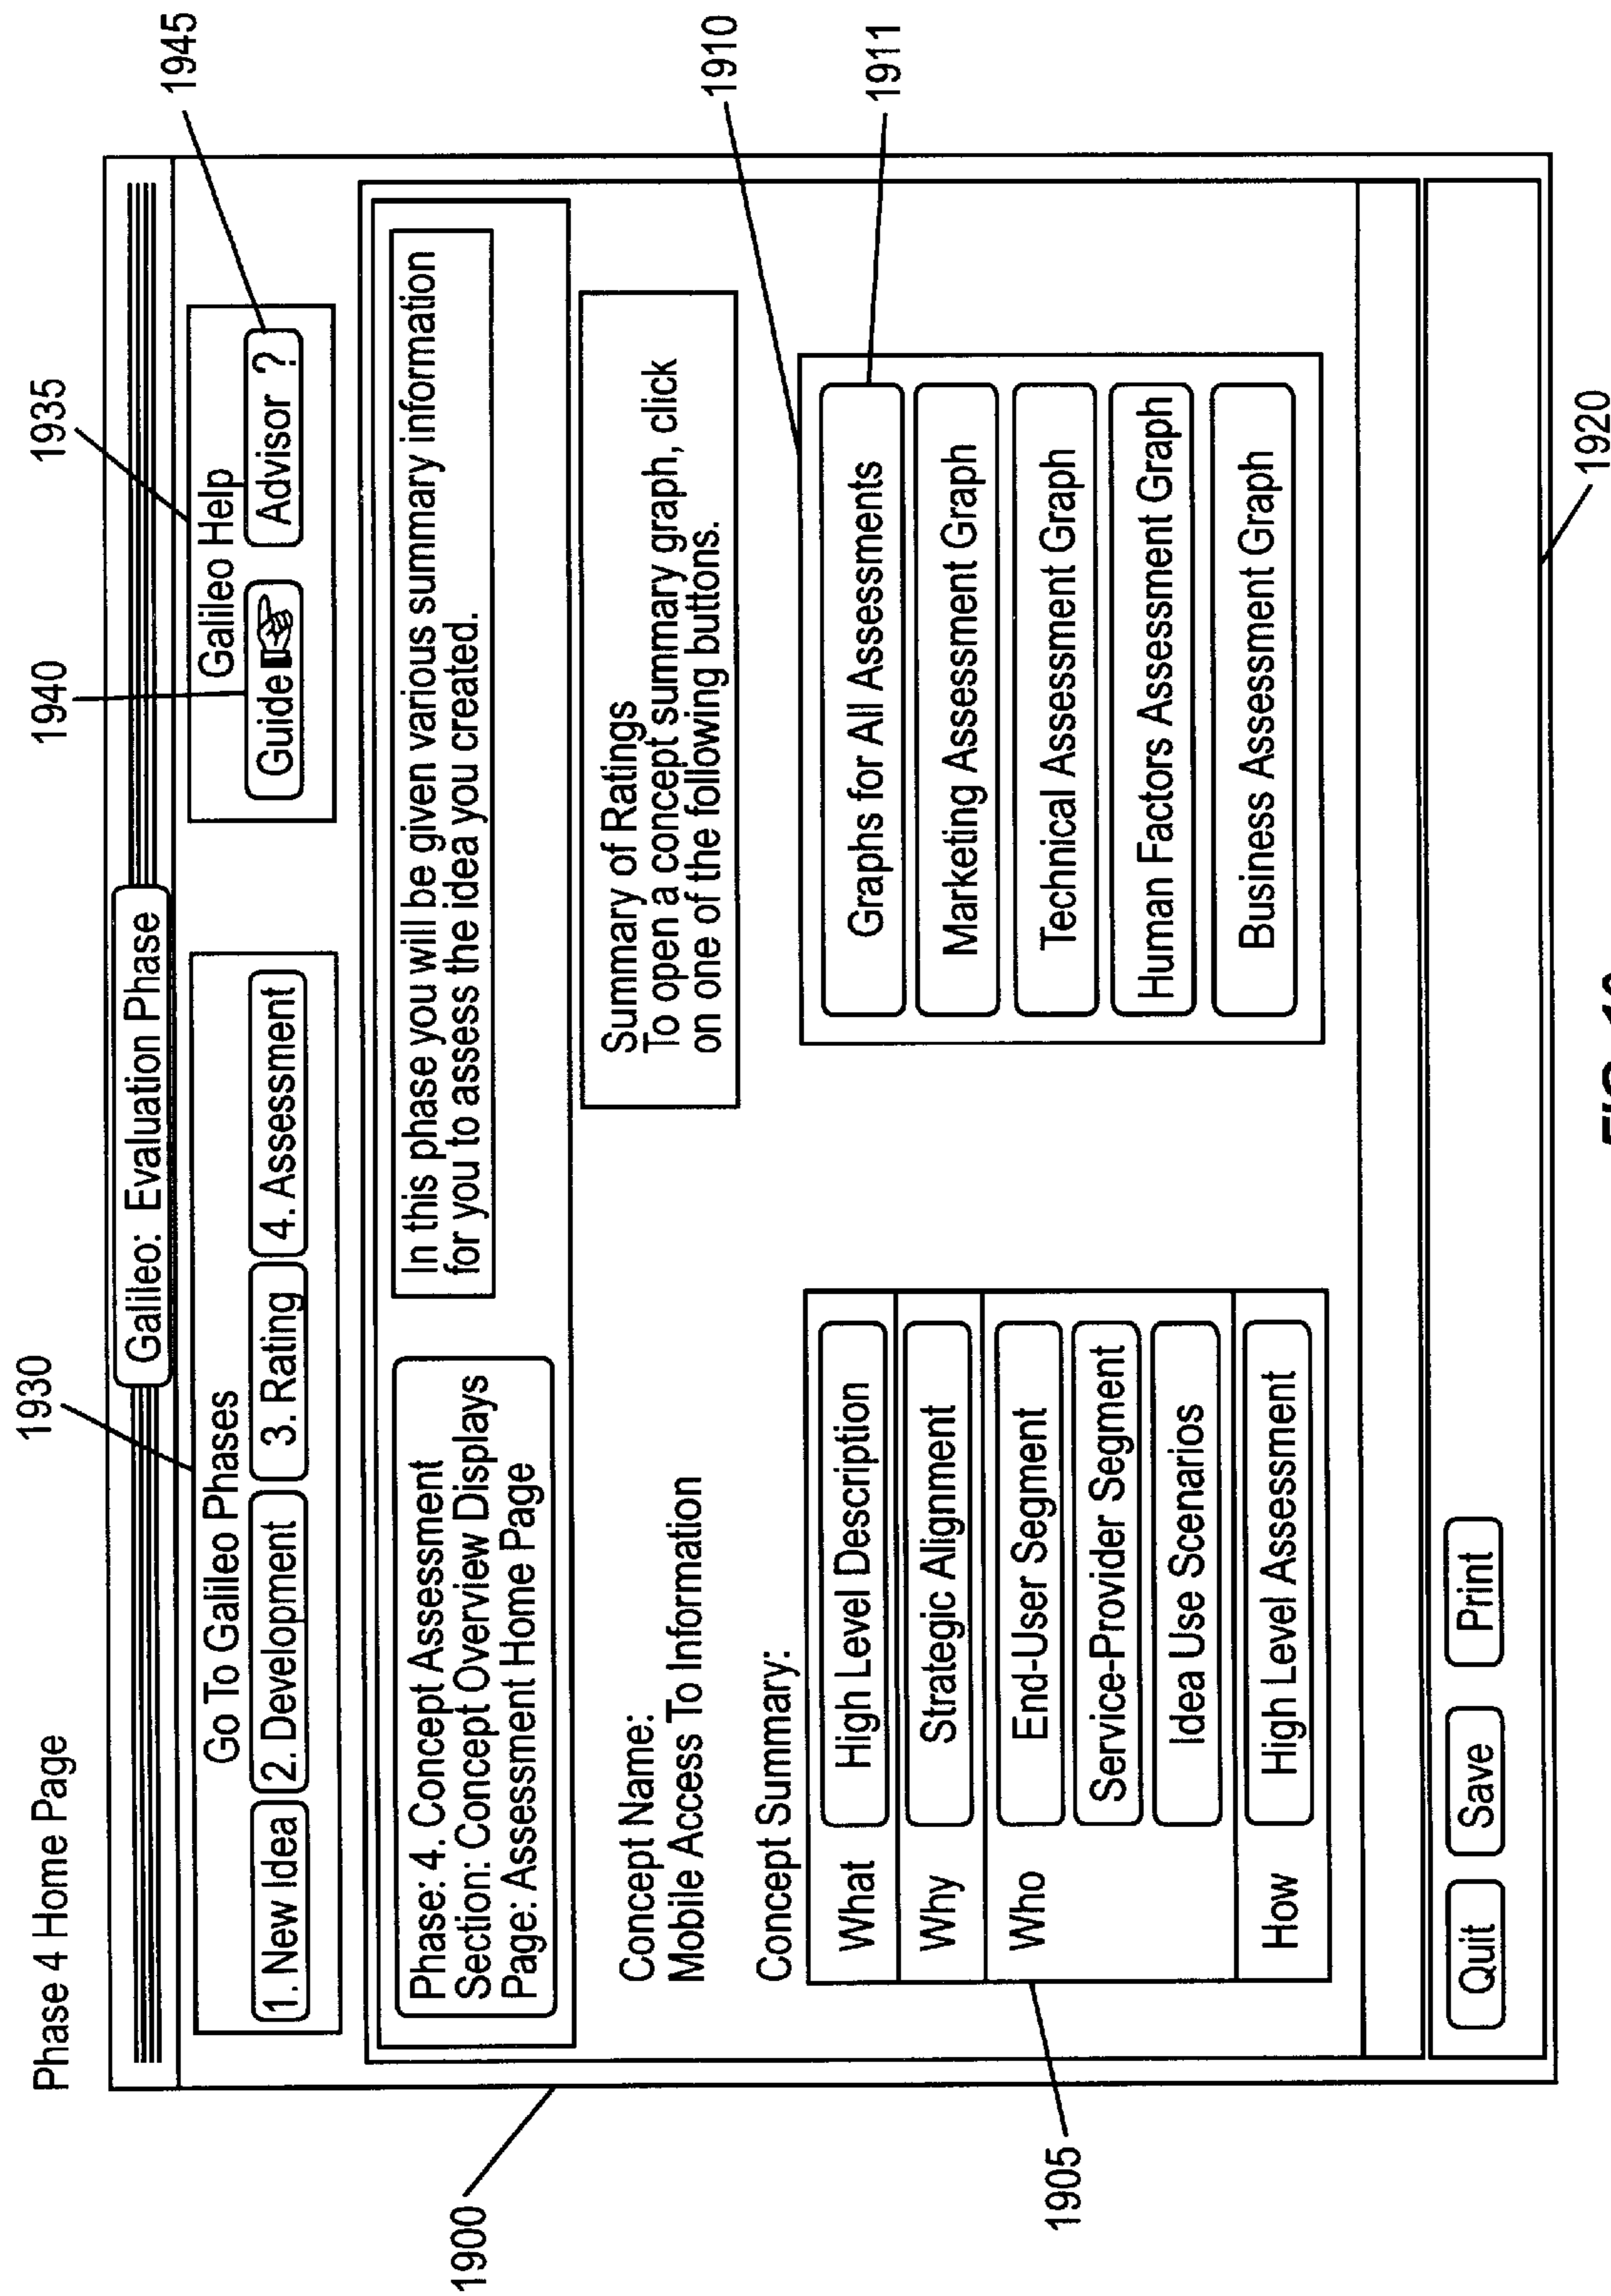 Phase 4 Home Page
1930
1940
1935
1945
Galileo: Evaluation Phase
Go To Galileo Phases
1. New Idea
2. Development
3. Rating
4. Assessment
Galileo Help
Guide
Advisor ?
Phase: 4. Concept Assessment
Section: Concept Overview Displays
Page: Assessment Home Page
In this phase you will be given various summary information
for you to assess the idea you created.
1900
Concept Name:
Mobile Access To Information
Summary of Ratings
To open a concept summary graph, click
on one of the following buttons.
1910
Concept Summary:
What
High Level Description
Why
Strategic Alignment
Who
End-User Segment
Service-Provider Segment
Idea Use Scenarios
How
High Level Assessment
1905
Graphs for All Assessments
1911
Marketing Assessment Graph
Technical Assessment Graph
Human Factors Assessment Graph
Business Assessment Graph
Quit
Save
Print
1920